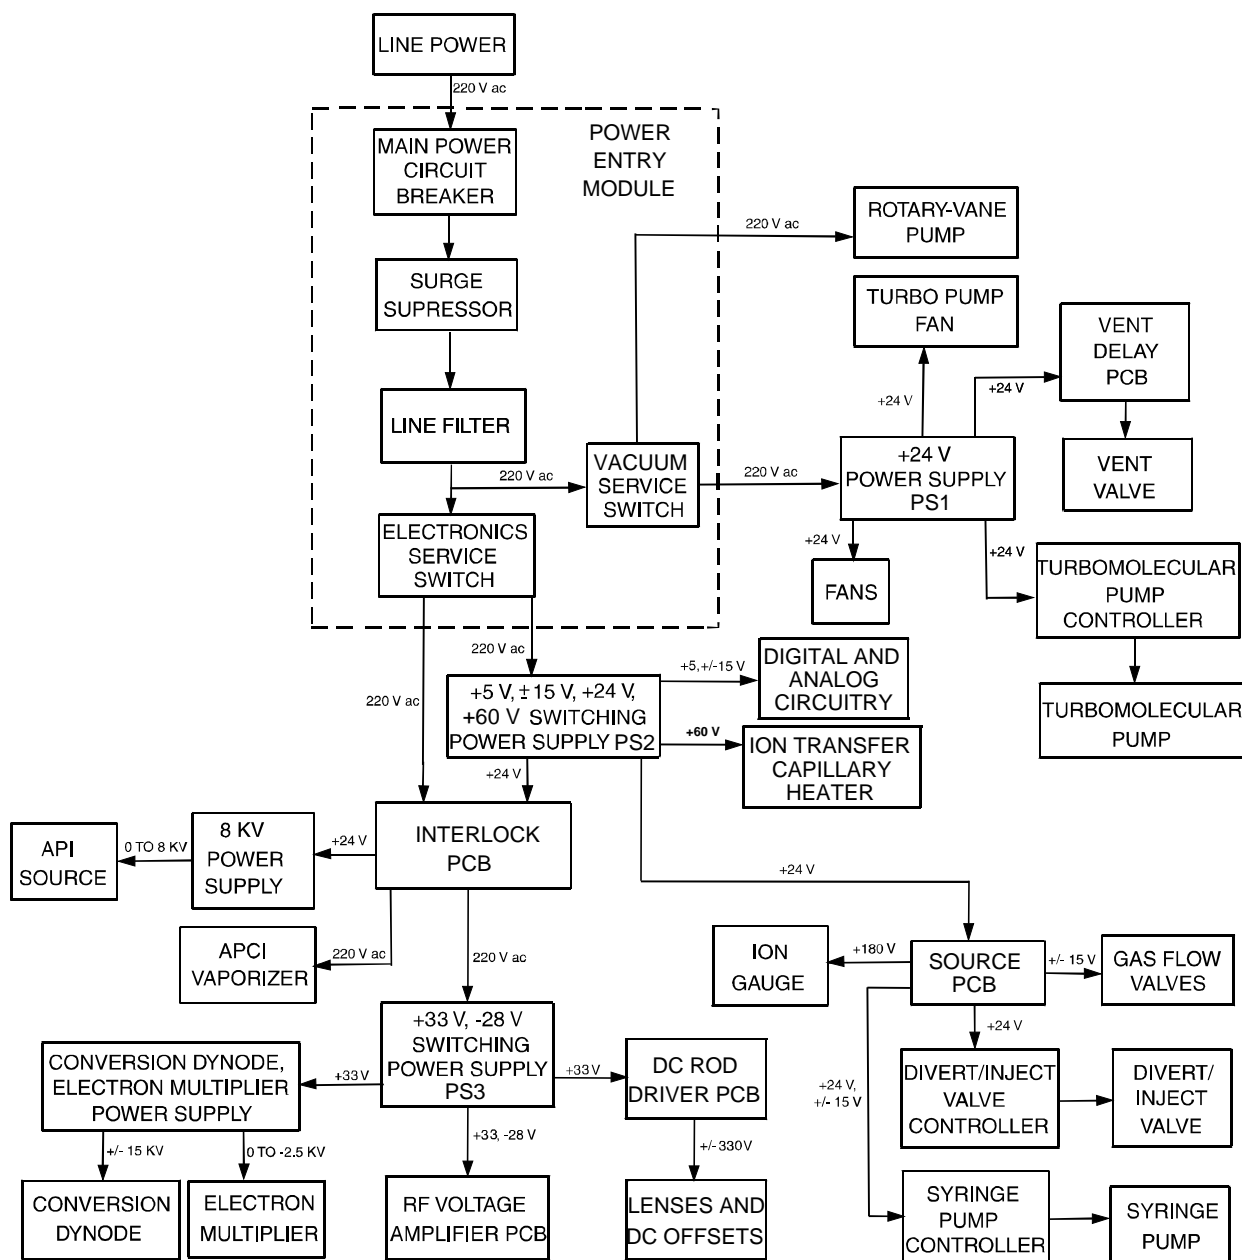 LINE POWER
220 V ac
MAIN POWER
CIRCUIT
BREAKER
POWER
ENTRY
MODULE
SURGE
SUPRESSOR
LINE FILTER
220 V ac
VACUUM
SERVICE
SWITCH
ELECTRONICS
SERVICE
SWITCH
220 V ac
ROTARY-VANE
PUMP
TURBO PUMP
FAN
VENT
DELAY
PCB
+24 V
+24 V
220 V ac
+24 V
POWER SUPPLY
PS1
VENT
VALVE
+24 V
FANS
+24 V
TURBOMOLECULAR
PUMP
CONTROLLER
TURBOMOLECULAR
PUMP
220 V ac
220 V ac
+5 V, ±15 V, +24 V,
+60 V SWITCHING
POWER SUPPLY PS2
+5, +/-15 V
DIGITAL AND
ANALOG
CIRCUITRY
+60 V
ION TRANSFER
CAPILLARY
HEATER
+24 V
INTERLOCK
PCB
+24 V
8 KV
POWER
SUPPLY
0 TO 8 KV
API
SOURCE
+24 V
APCI
VAPORIZER
220 V ac
220 V ac
ION
GAUGE
+180 V
SOURCE
PCB
+/- 15 V
GAS FLOW
VALVES
+33 V, -28 V
SWITCHING
POWER SUPPLY
PS3
+33 V
CONVERSION DYNODE,
ELECTRON MULTIPLIER
POWER SUPPLY
+33 V
DC ROD
DRIVER PCB
+24 V
+24 V,
+/- 15 V
DIVERT/INJECT
VALVE
CONTROLLER
DIVERT/
INJECT
VALVE
+/- 15 KV
0 TO -2.5 KV
+33, -28 V
+/- 330 V
CONVERSION
DYNODE
ELECTRON
MULTIPLIER
RF VOLTAGE
AMPLIFIER PCB
LENSES AND
DC OFFSETS
SYRINGE
PUMP
CONTROLLER
SYRINGE
PUMP